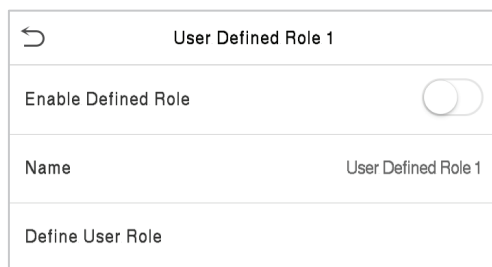 User Defined Role 1
Enable Defined Role
Name User Defined Role 1
Define User Role